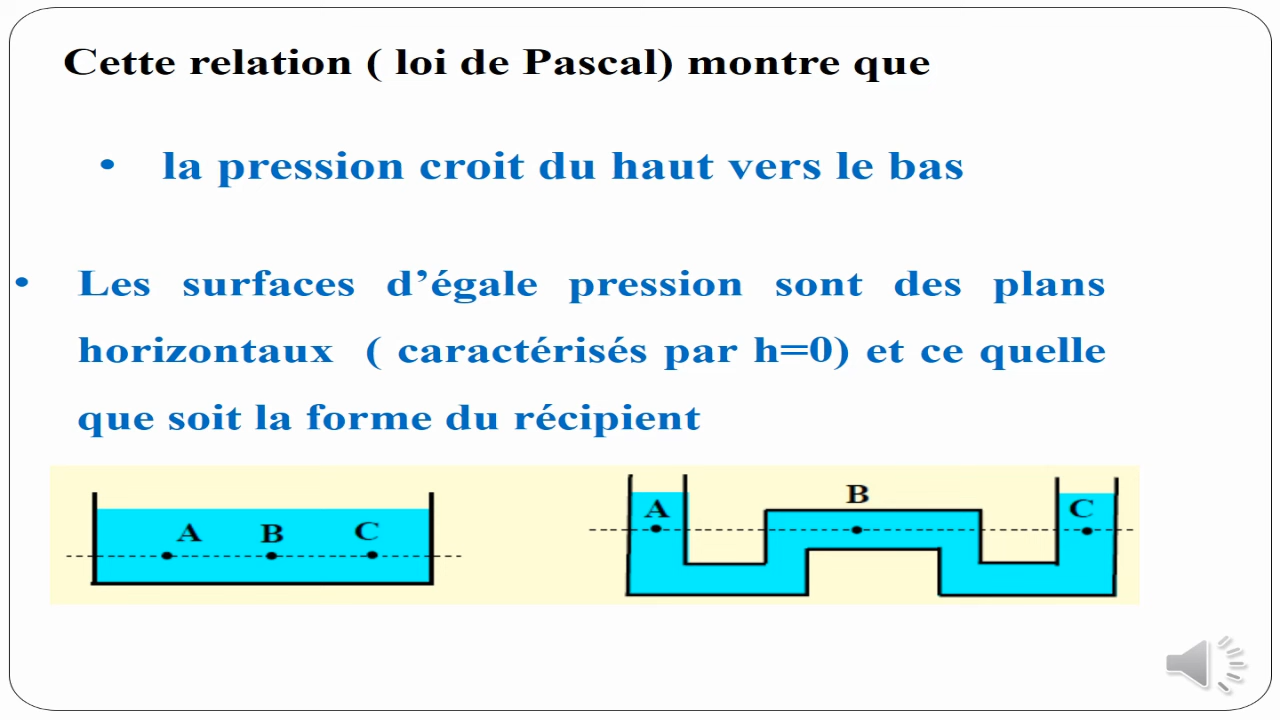 Cette relation ( loi de Pascal) montre que
• la pression croit du haut vers le bas
• Les surfaces d’égale pression sont des plans
horizontaux ( caractérisés par h=0) et ce quelle
que soit la forme du récipient
A B C
A B C